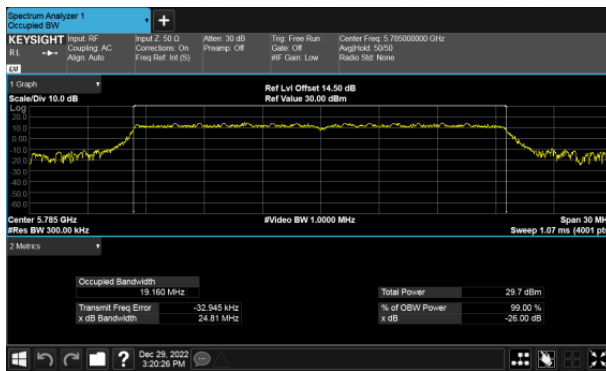 Spectrum Analyzer 1
Occupied BW
+
KEYSIGHT Input: RF Input Z: 50 Ω Atten: 30 dB Trig: Free Run Center Freq: 5.785000000 GHz
RL Coupling: AC Corrections: On Preamp: Off Gate: Off Avg|Hold: 50/50
Align: Auto Freq Ref: Int (S) #IF Gain: Low Radio Std: None
LXI
1 Graph Ref Lvl Offset 14.50 dB
Scale/Div 10.0 dB Ref Value 30.00 dBm
Log
20.0
10.0
0.00
-10.0
-20.0
-30.0
-40.0
-50.0
-60.0
Center 5.785 GHz #Video BW 1.0000 MHz Span 30 MH
#Res BW 300.00 kHz Sweep 1.07 ms (4001 pt
2 Metrics
Occupied Bandwidth
19.160 MHz Total Power 29.7 dBm
Transmit Freq Error -32.945 kHz % of OBW Power 99.00 %
x dB Bandwidth 24.81 MHz x dB -26.00 dB
? Dec 29, 2022
3:20:26 PM